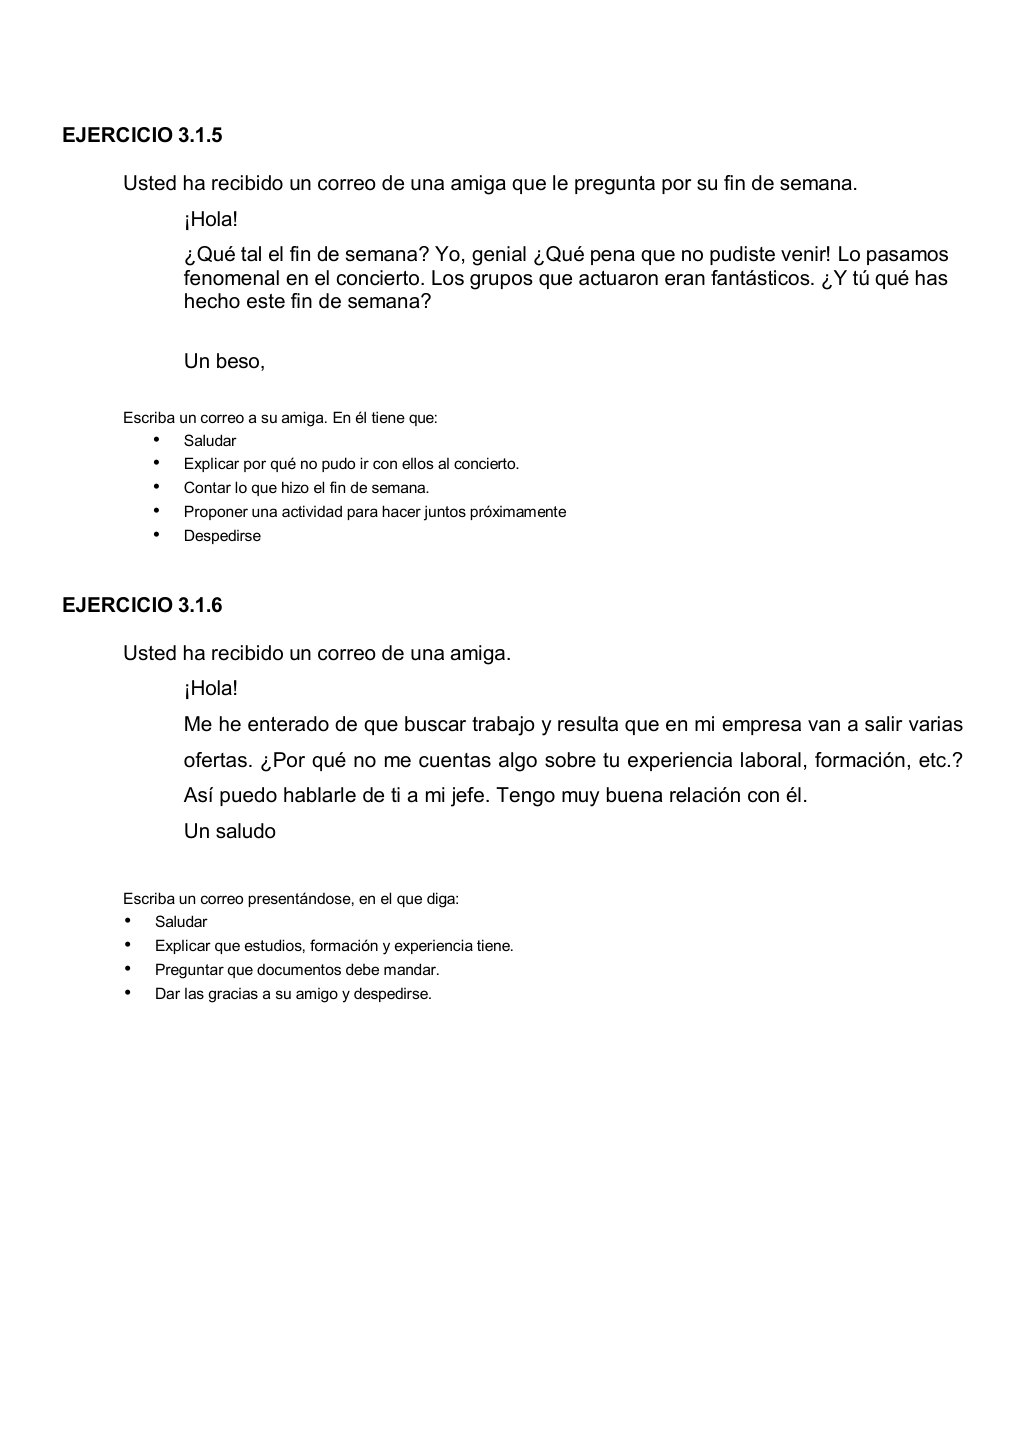 EJERCICIO 3.1.5
Usted ha recibido un correo de una amiga que le pregunta por su fin de semana.
¡Hola!
¿Qué tal el fin de semana? Yo, genial ¿Qué pena que no pudiste venir! Lo pasamos
fenomenal en el concierto. Los grupos que actuaron eran fantásticos. ¿Y tú qué has
hecho este fin de semana?
Un beso,
Escriba un correo a su amiga. En él tiene que:
• Saludar
• Explicar por qué no pudo ir con ellos al concierto.
• Contar lo que hizo el fin de semana.
• Proponer una actividad para hacer juntos próximamente
• Despedirse
EJERCICIO 3.1.6
Usted ha recibido un correo de una amiga.
¡Hola!
Me he enterado de que buscar trabajo y resulta que en mi empresa van a salir varias
ofertas. ¿Por qué no me cuentas algo sobre tu experiencia laboral, formación, etc.?
Así puedo hablarle de ti a mi jefe. Tengo muy buena relación con él.
Un saludo
Escriba un correo presentándose, en el que diga:
• Saludar
• Explicar que estudios, formación y experiencia tiene.
• Preguntar que documentos debe mandar.
• Dar las gracias a su amigo y despedirse.